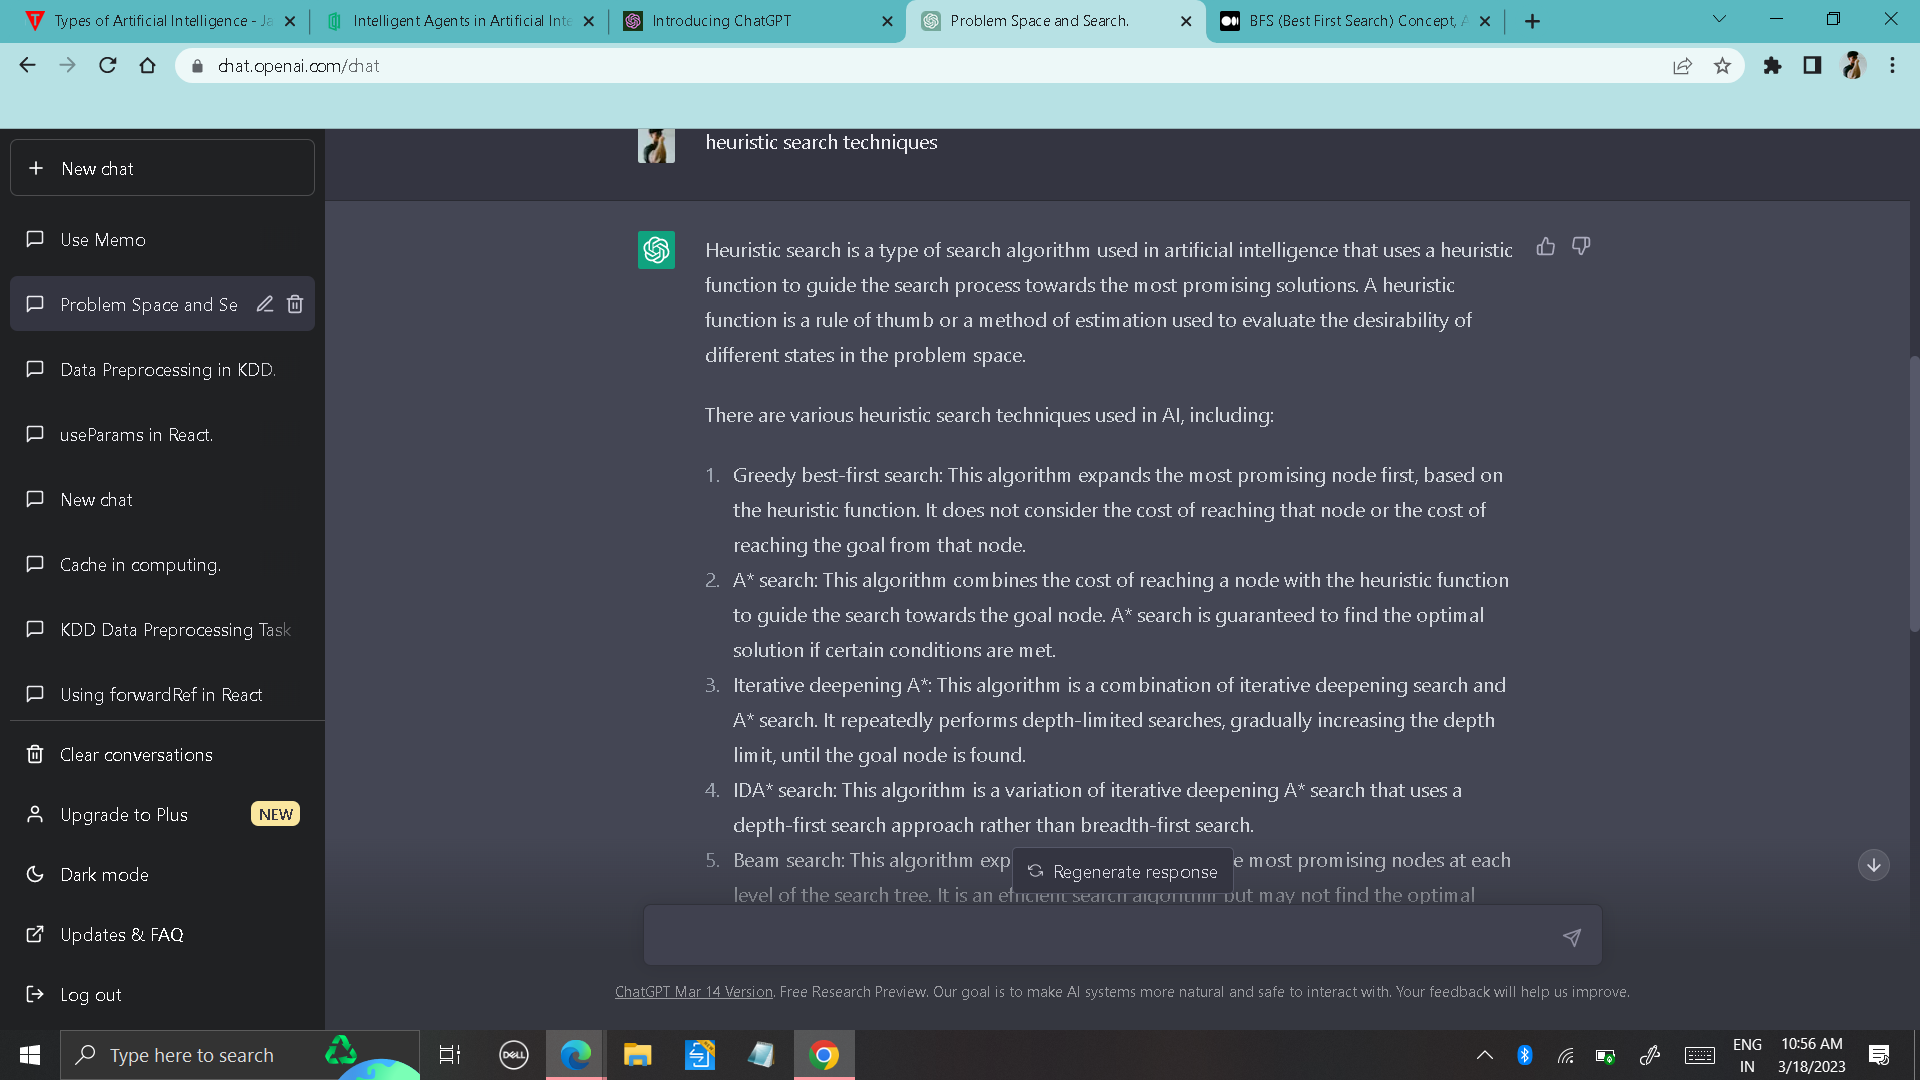 Types of Artificial Intelligence - Ja
Intelligent Agents in Artificial Inte
Introducing ChatGPT
Problem Space and Search.
BFS (Best First Search) Concept, A
chat.openai.com/chat
New chat
Use Memo
Problem Space and Se
Data Preprocessing in KDD.
useParams in React.
New chat
Cache in computing.
KDD Data Preprocessing Task
Using forwardRef in React
Clear conversations
Upgrade to Plus NEW
Dark mode
Updates & FAQ
Log out
heuristic search techniques
Heuristic search is a type of search algorithm used in artificial intelligence that uses a heuristic
function to guide the search process towards the most promising solutions. A heuristic
function is a rule of thumb or a method of estimation used to evaluate the desirability of
different states in the problem space.
There are various heuristic search techniques used in AI, including:
1. Greedy best-first search: This algorithm expands the most promising node first, based on
the heuristic function. It does not consider the cost of reaching that node or the cost of
reaching the goal from that node.
2. A* search: This algorithm combines the cost of reaching a node with the heuristic function
to guide the search towards the goal node. A* search is guaranteed to find the optimal
solution if certain conditions are met.
3. Iterative deepening A*: This algorithm is a combination of iterative deepening search and
A* search. It repeatedly performs depth-limited searches, gradually increasing the depth
limit, until the goal node is found.
4. IDA* search: This algorithm is a variation of iterative deepening A* search that uses a
depth-first search approach rather than breadth-first search.
5. Beam search: This algorithm exp e most promising nodes at each
level of the search tree. It is an efficient search algorithm but may not find the optimal
Regenerate response
ChatGPT Mar 14 Version. Free Research Preview. Our goal is to make AI systems more natural and safe to interact with. Your feedback will help us improve.
Type here to search
DELL
ENG
IN
10:56 AM
3/18/2023